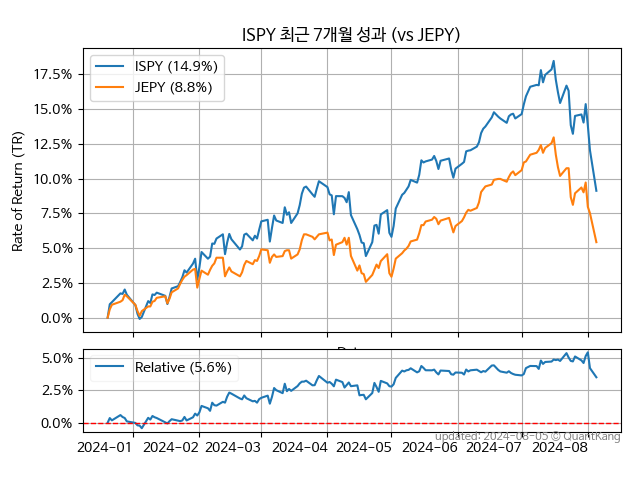 ISPY 최근 7개월 성과 (vs JEPY)
ISPY (14.9%)
JEPY (8.8%)
Rate of Return (TR)
17.5%
15.0%
12.5%
10.0%
7.5%
5.0%
2.5%
0.0%
Relative (5.6%)
5.0%
2.5%
0.0%
2024-01 2024-02 2024-03 2024-04 2024-05 2024-06 2024-07 2024-08
updated: 2024-08-05 © QuantKang